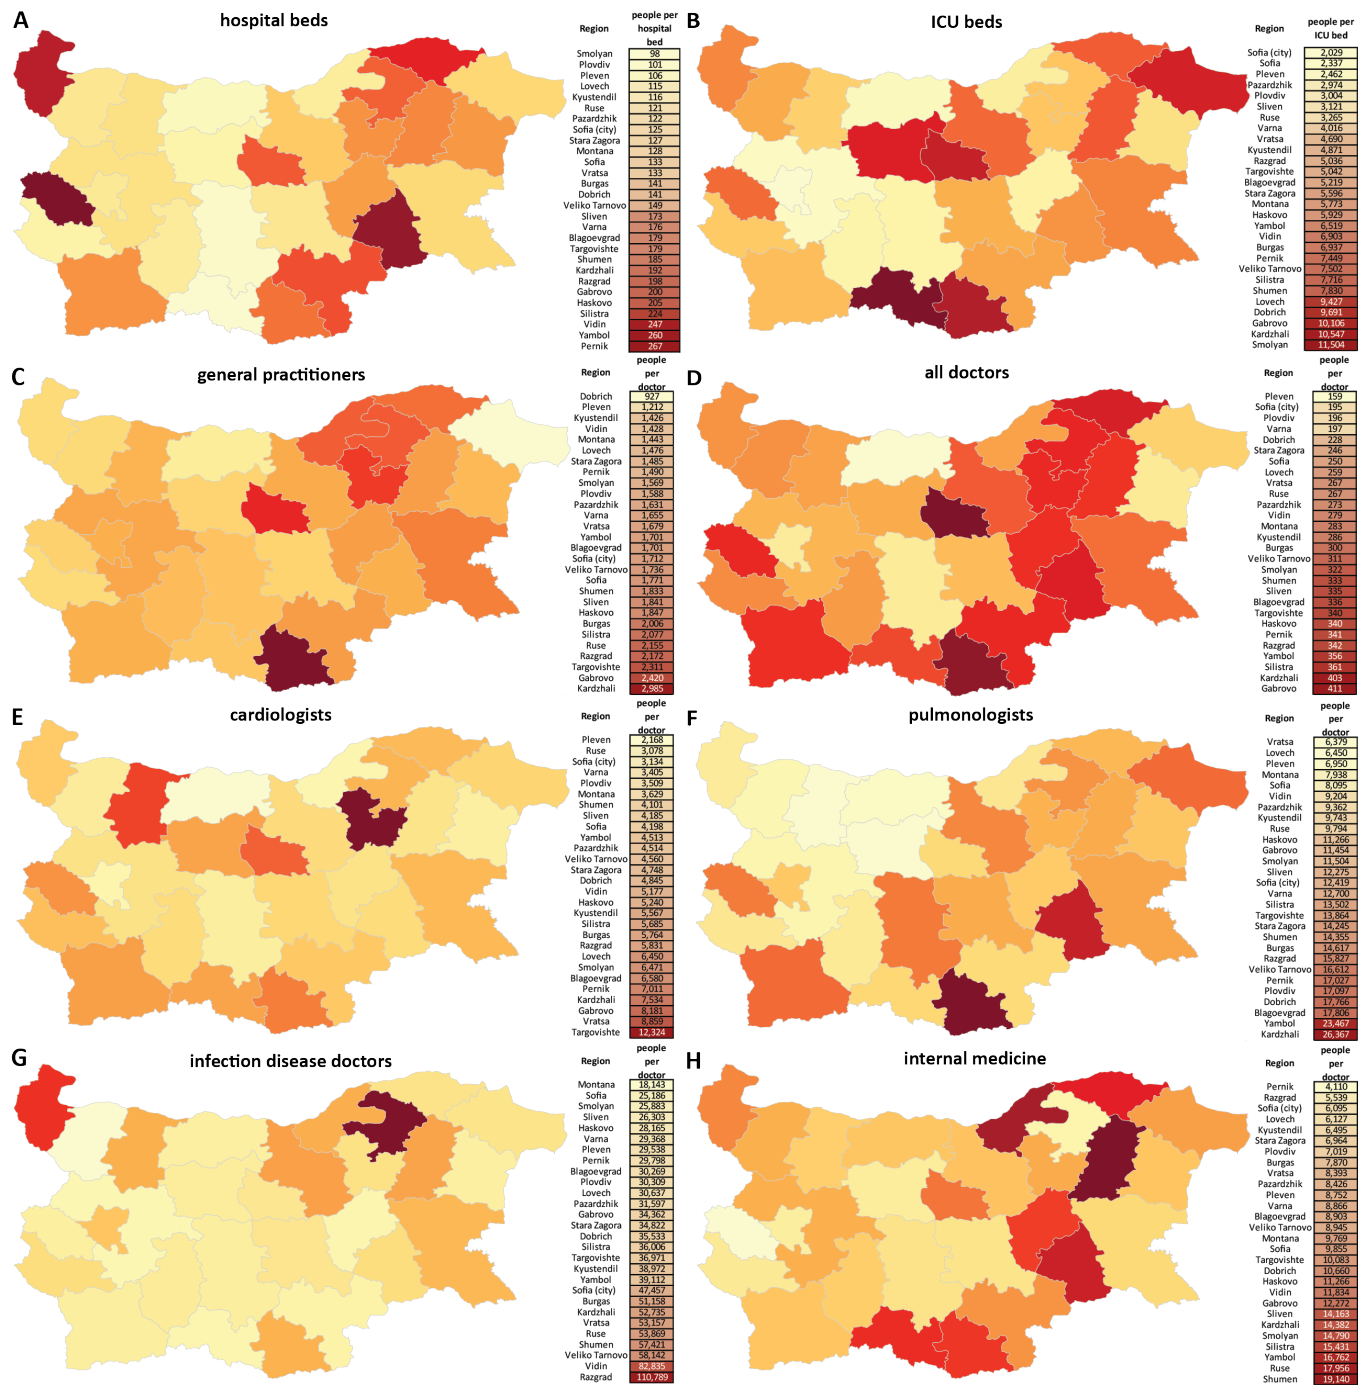 A
hospital beds
Region
people per
hospital
bed
Smolyan 98
Plovdiv 101
Pleven 106
Lovech 115
Kyustendil 116
Ruse 121
Pazardzhik 122
Sofia (city) 125
Stara Zagora 127
Montana 128
Sofia 133
Vratsa 133
Burgas 141
Dobrich 141
Veliko Tarnovo 149
Sliven 173
Varna 176
Blagoevgrad 179
Targovishte 179
Shumen 185
Kardzhali 192
Razgrad 198
Gabrovo 200
Haskovo 205
Silistra 224
Vidin 247
Yambol 260
Pernik 267
B
ICU beds
Region
people per
ICU bed
Sofia (city) 2,029
Sofia 2,337
Pleven 2,462
Pazardzhik 2,974
Plovdiv 3,004
Sliven 3,121
Ruse 3,265
Varna 4,016
Vratsa 4,690
Kyustendil 4,871
Razgrad 5,036
Targovishte 5,042
Blagoevgrad 5,219
Stara Zagora 5,596
Montana 5,773
Haskovo 5,929
Yambol 6,519
Vidin 6,903
Burgas 6,937
Pernik 7,449
Veliko Tarnovo 7,502
Silistra 7,716
Shumen 7,830
Lovech 9,427
Dobrich 9,691
Gabrovo 10,106
Kardzhali 10,547
Smolyan 11,504
C
general practitioners
Region
people
per
doctor
Dobrich 927
Pleven 1,212
Kyustendil 1,426
Vidin 1,428
Montana 1,443
Lovech 1,476
Stara Zagora 1,485
Pernik 1,490
Smolyan 1,569
Plovdiv 1,588
Pazardzhik 1,631
Varna 1,655
Vratsa 1,679
Yambol 1,701
Blagoevgrad 1,701
Sofia (city) 1,712
Veliko Tarnovo 1,736
Sofia 1,771
Shumen 1,833
Sliven 1,841
Haskovo 1,847
Burgas 2,006
Silistra 2,077
Ruse 2,155
Razgrad 2,172
Targovishte 2,311
Gabrovo 2,420
Kardzhali 2,985
D
all doctors
Region
people
per
doctor
Pleven 159
Sofia (city) 195
Plovdiv 196
Varna 197
Dobrich 228
Stara Zagora 246
Sofia 250
Lovech 259
Vratsa 267
Ruse 267
Pazardzhik 273
Vidin 279
Montana 283
Kyustendil 286
Burgas 300
Veliko Tarnovo 311
Smolyan 322
Shumen 333
Sliven 335
Blagoevgrad 336
Targovishte 340
Haskovo 340
Pernik 341
Razgrad 342
Yambol 356
Silistra 361
Kardzhali 403
Gabrovo 411
E
cardiologists
Region
people
per
doctor
Pleven 2,168
Ruse 3,078
Sofia (city) 3,134
Varna 3,405
Plovdiv 3,509
Montana 3,629
Shumen 4,101
Sliven 4,185
Sofia 4,198
Yambol 4,513
Pazardzhik 4,514
Veliko Tarnovo 4,560
Stara Zagora 4,748
Dobrich 4,845
Vidin 5,177
Haskovo 5,240
Kyustendil 5,567
Silistra 5,685
Burgas 5,764
Razgrad 5,831
Lovech 6,450
Smolyan 6,471
Blagoevgrad 6,580
Pernik 7,011
Kardzhali 7,534
Gabrovo 8,181
Vratsa 8,859
Targovishte 12,324
F
pulmonologists
Region
people
per
doctor
Vratsa 6,379
Lovech 6,450
Pleven 6,950
Montana 7,938
Sofia 8,095
Vidin 9,204
Pazardzhik 9,362
Kyustendil 9,743
Ruse 9,794
Haskovo 11,266
Gabrovo 11,454
Smolyan 11,504
Sliven 12,275
Sofia (city) 12,419
Varna 12,700
Silistra 13,502
Targovishte 13,864
Stara Zagora 14,245
Shumen 14,355
Burgas 14,617
Razgrad 15,827
Veliko Tarnovo 16,612
Pernik 17,027
Plovdiv 17,097
Dobrich 17,766
Blagoevgrad 17,806
Yambol 23,467
Kardzhali 26,367
G
infection disease doctors
Region
people
per
doctor
Montana 18,143
Sofia 25,186
Smolyan 25,883
Sliven 26,303
Haskovo 28,165
Varna 29,368
Pleven 29,538
Pernik 29,798
Blagoevgrad 30,269
Plovdiv 30,309
Lovech 30,637
Pazardzhik 31,597
Gabrovo 34,362
Stara Zagora 34,822
Dobrich 35,533
Silistra 36,006
Targovishte 36,971
Kyustendil 38,972
Yambol 39,112
Sofia (city) 47,457
Burgas 51,158
Kardzhali 52,735
Vratsa 53,157
Ruse 53,869
Shumen 57,421
Veliko Tarnovo 58,142
Vidin 82,835
Razgrad 110,789
H
internal medicine
Region
people
per
doctor
Pernik 4,110
Razgrad 5,539
Sofia (city) 6,095
Lovech 6,127
Kyustendil 6,495
Stara Zagora 6,964
Plovdiv 7,019
Burgas 7,870
Vratsa 8,393
Pazardzhik 8,426
Pleven 8,752
Varna 8,866
Blagoevgrad 8,903
Veliko Tarnovo 8,945
Montana 9,769
Sofia 9,855
Targovishte 10,083
Dobrich 10,660
Haskovo 11,266
Vidin 11,834
Gabrovo 12,272
Sliven 14,163
Kardzhali 14,382
Smolyan 14,790
Silistra 15,431
Yambol 16,762
Ruse 17,956
Shumen 19,140